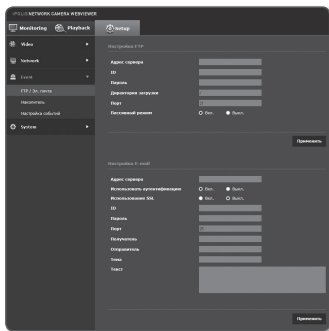 iPOLiS NETWORK CAMERA WEBVIEWER
Monitoring Playback Setup
Video
Network
Event
FTP / Эл. почта
Накопитель
Настройка событий
System
Настройка FTP
Адрес сервера
ID
Пароль
Директория загрузки
Порт
Пассивный режим Вкл. Выкл.
Применить
Настройка E-mail
Адрес сервера
Использовать аутентификацию Вкл. Выкл.
Использование SSL Вкл. Выкл.
ID
Пароль
Порт
Получатель
Отправитель
Тема
Текст
Применить